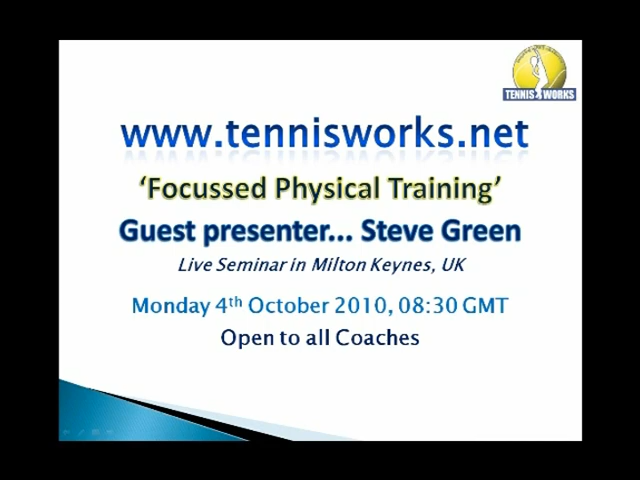 TENNIS WORKS
www.tennisworks.net
‘Focussed Physical Training’
Guest presenter... Steve Green
Live Seminar in Milton Keynes, UK
Monday 4th October 2010, 08:30 GMT
Open to all Coaches